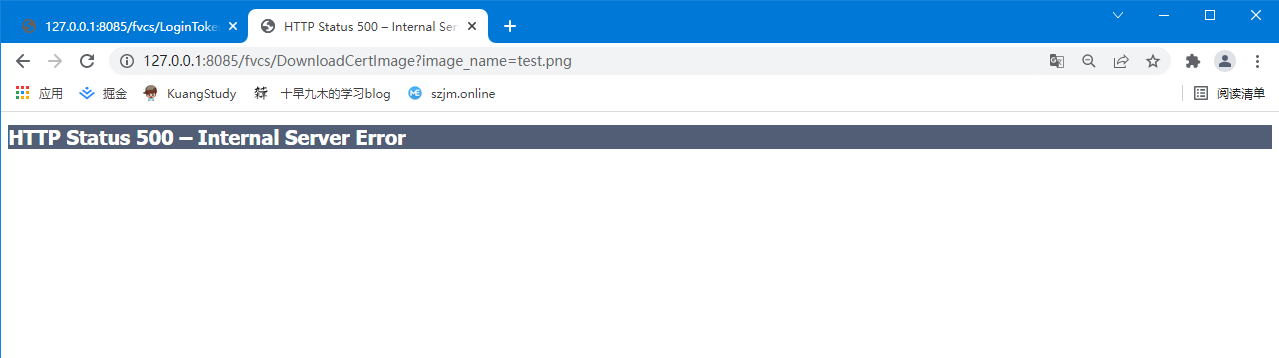 127.0.0.1:8085/fvcs/LoginToke
HTTP Status 500 – Internal Ser
127.0.0.1:8085/fvcs/DownloadCertImage?image_name=test.png
应用 掘金 KuangStudy 十早九木的学习blog szjm.online 阅读清单
HTTP Status 500 – Internal Server Error